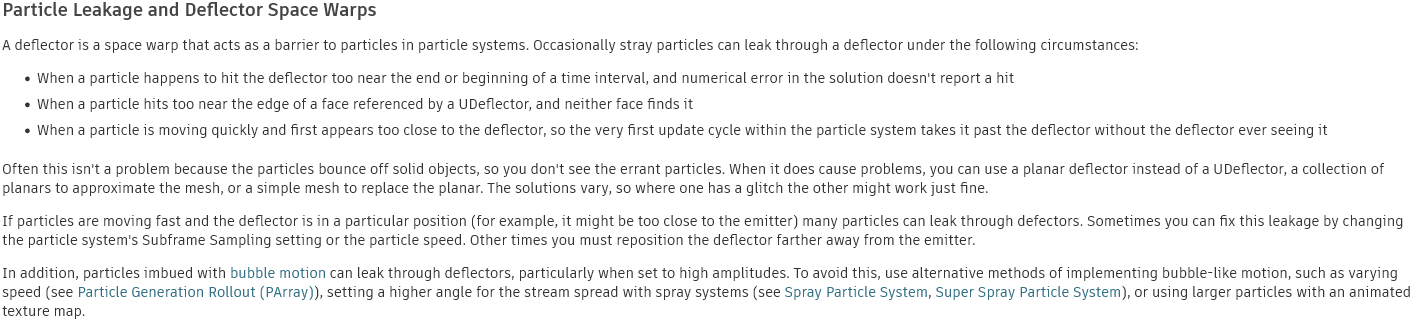 Particle Leakage and Deflector Space Warps
A deflector is a space warp that acts as a barrier to particles in particle systems. Occasionally stray particles can leak through a deflector under the following circumstances:
• When a particle happens to hit the deflector too near the end or beginning of a time interval, and numerical error in the solution doesn't report a hit
• When a particle hits too near the edge of a face referenced by a UDeflector, and neither face finds it
• When a particle is moving quickly and first appears too close to the deflector, so the very first update cycle within the particle system takes it past the deflector without the deflector ever seeing it
Often this isn't a problem because the particles bounce off solid objects, so you don't see the errant particles. When it does cause problems, you can use a planar deflector instead of a UDeflector, a collection of
planars to approximate the mesh, or a simple mesh to replace the planar. The solutions vary, so where one has a glitch the other might work just fine.
If particles are moving fast and the deflector is in a particular position (for example, it might be too close to the emitter) many particles can leak through defectors. Sometimes you can fix this leakage by changing
the particle system's Subframe Sampling setting or the particle speed. Other times you must reposition the deflector farther away from the emitter.
In addition, particles imbued with bubble motion can leak through deflectors, particularly when set to high amplitudes. To avoid this, use alternative methods of implementing bubble-like motion, such as varying
speed (see Particle Generation Rollout (PArray)), setting a higher angle for the stream spread with spray systems (see Spray Particle System, Super Spray Particle System), or using larger particles with an animated
texture map.